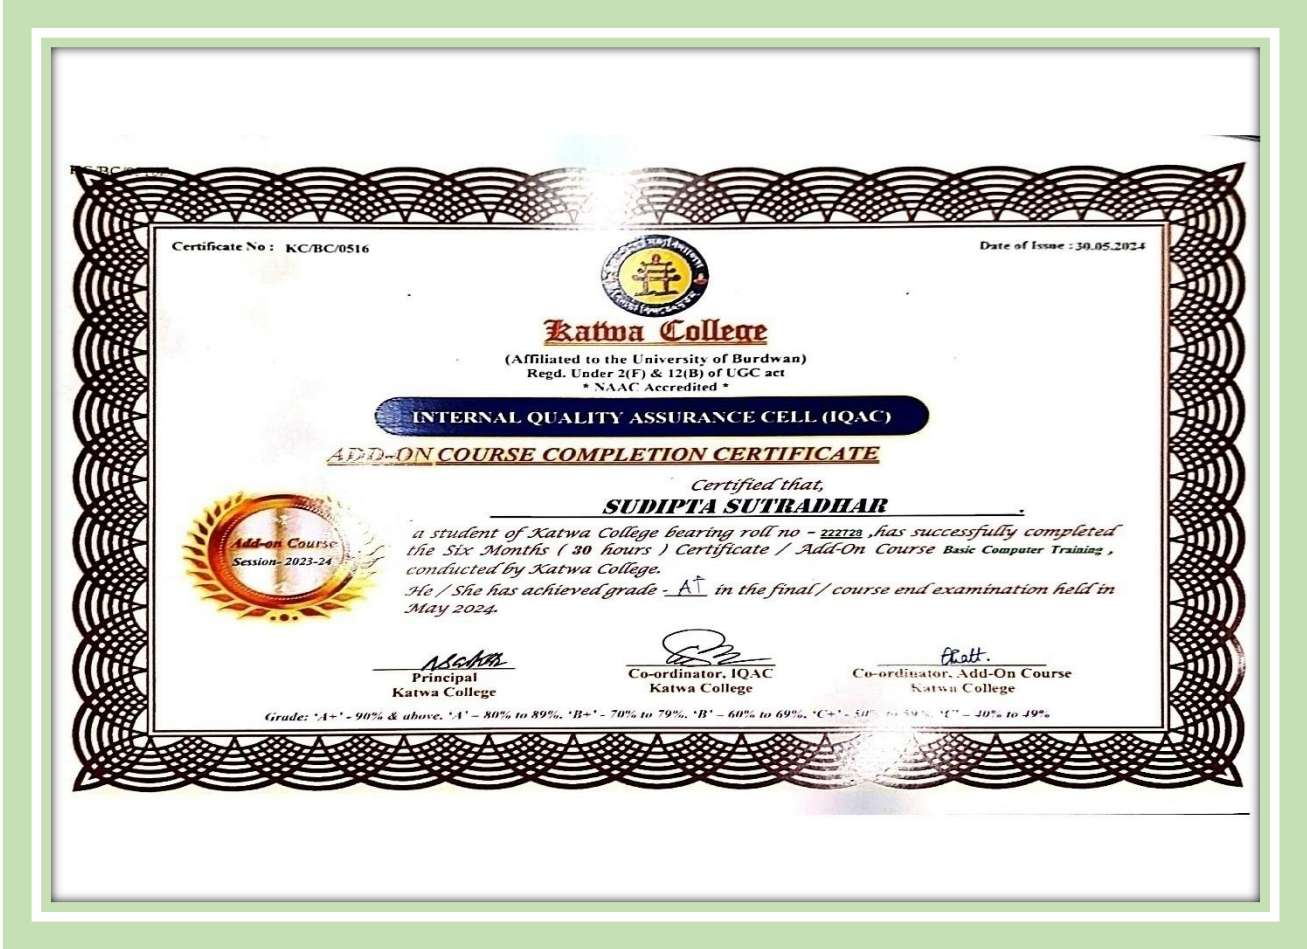 Certificate No : KC/BC/0516
Date of Issue : 30.05.2024
Katwa College
(Affiliated to the University of Burdwan)
Regd. Under 2(F) & 12(B) of UGC act
* NAAC Accredited *
INTERNAL QUALITY ASSURANCE CELL (IQAC)
ADD-ON COURSE COMPLETION CERTIFICATE
Certified that,
SUDIPTA SUTRADHAR .
a student of Katwa College bearing roll no - 222728 ,has successfully completed
the Six Months ( 30 hours ) Certificate / Add-On Course Basic Computer Training ,
conducted by Katwa College.
He / She has achieved grade - A+ in the final / course end examination held in
May 2024.
Add-on Course
Session- 2023-24
Principal
Katwa College
Co-ordinator, IQAC
Katwa College
Co-ordinator, Add-On Course
Katwa College
Grade: 'A+' - 90% & above. 'A' – 80% to 89%. 'B+' - 70% to 79%. 'B' – 60% to 69%. 'C+' - 50% to 59%. 'C' – 40% to 49%